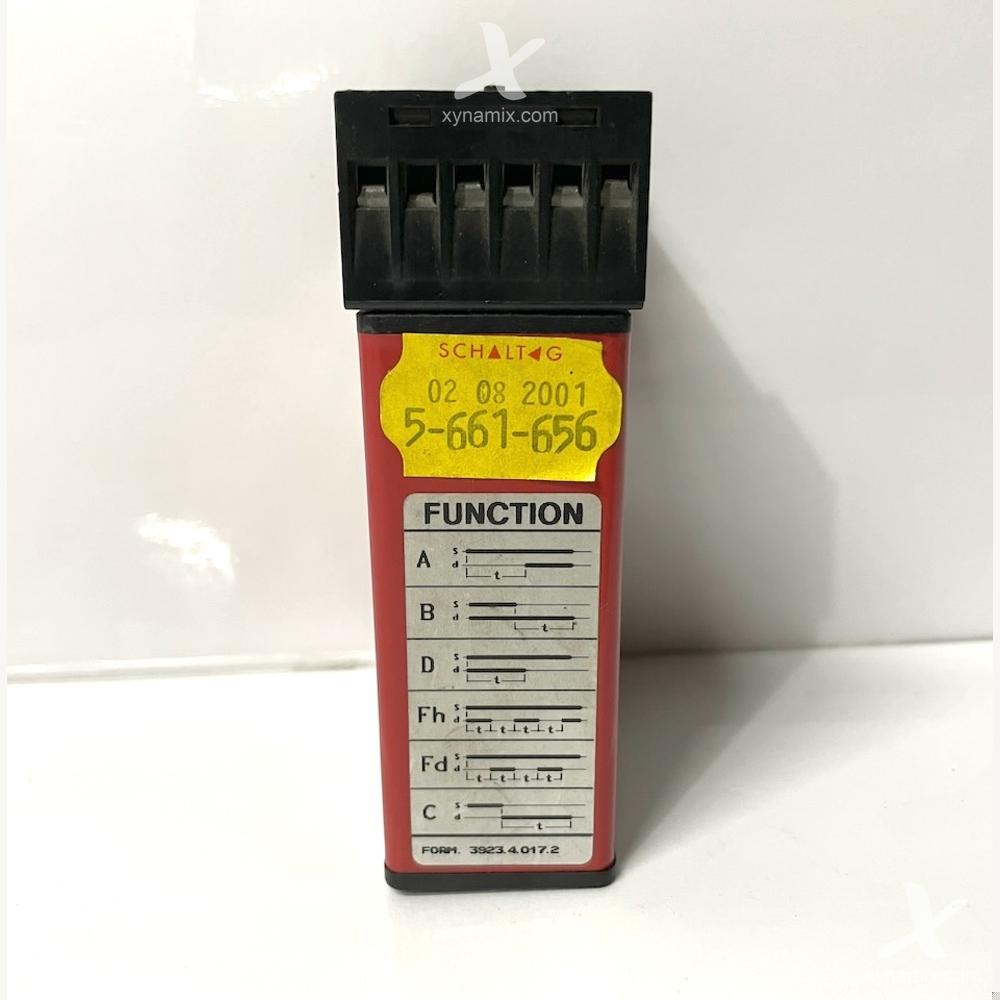 xynamix.com
SCHALTAG
02 08 2001
5-661-656
FUNCTION
A s
d
t
B s
d
t
D s
d
t
Fh s
d
t t t t
Fd s
d
t t t t
C s
d
t
FORM. 3923.4.017.2